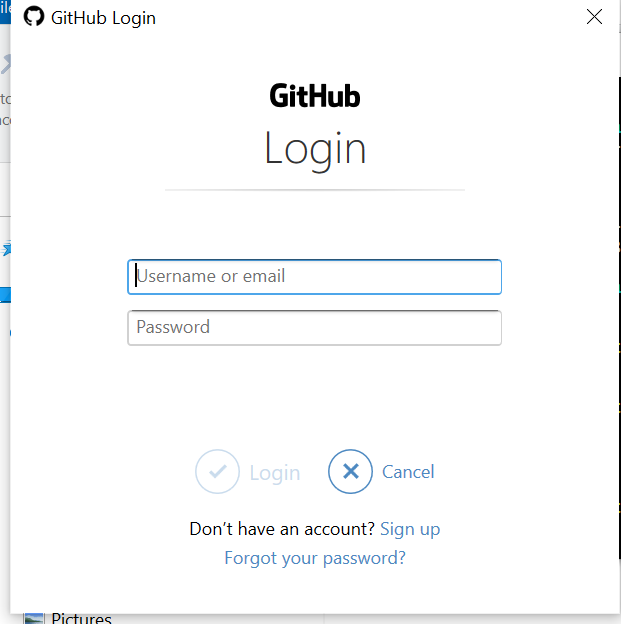 GitHub Login
GitHub
Login
Username or email
Password
Login
Cancel
Don't have an account? Sign up
Forgot your password?
Pictures